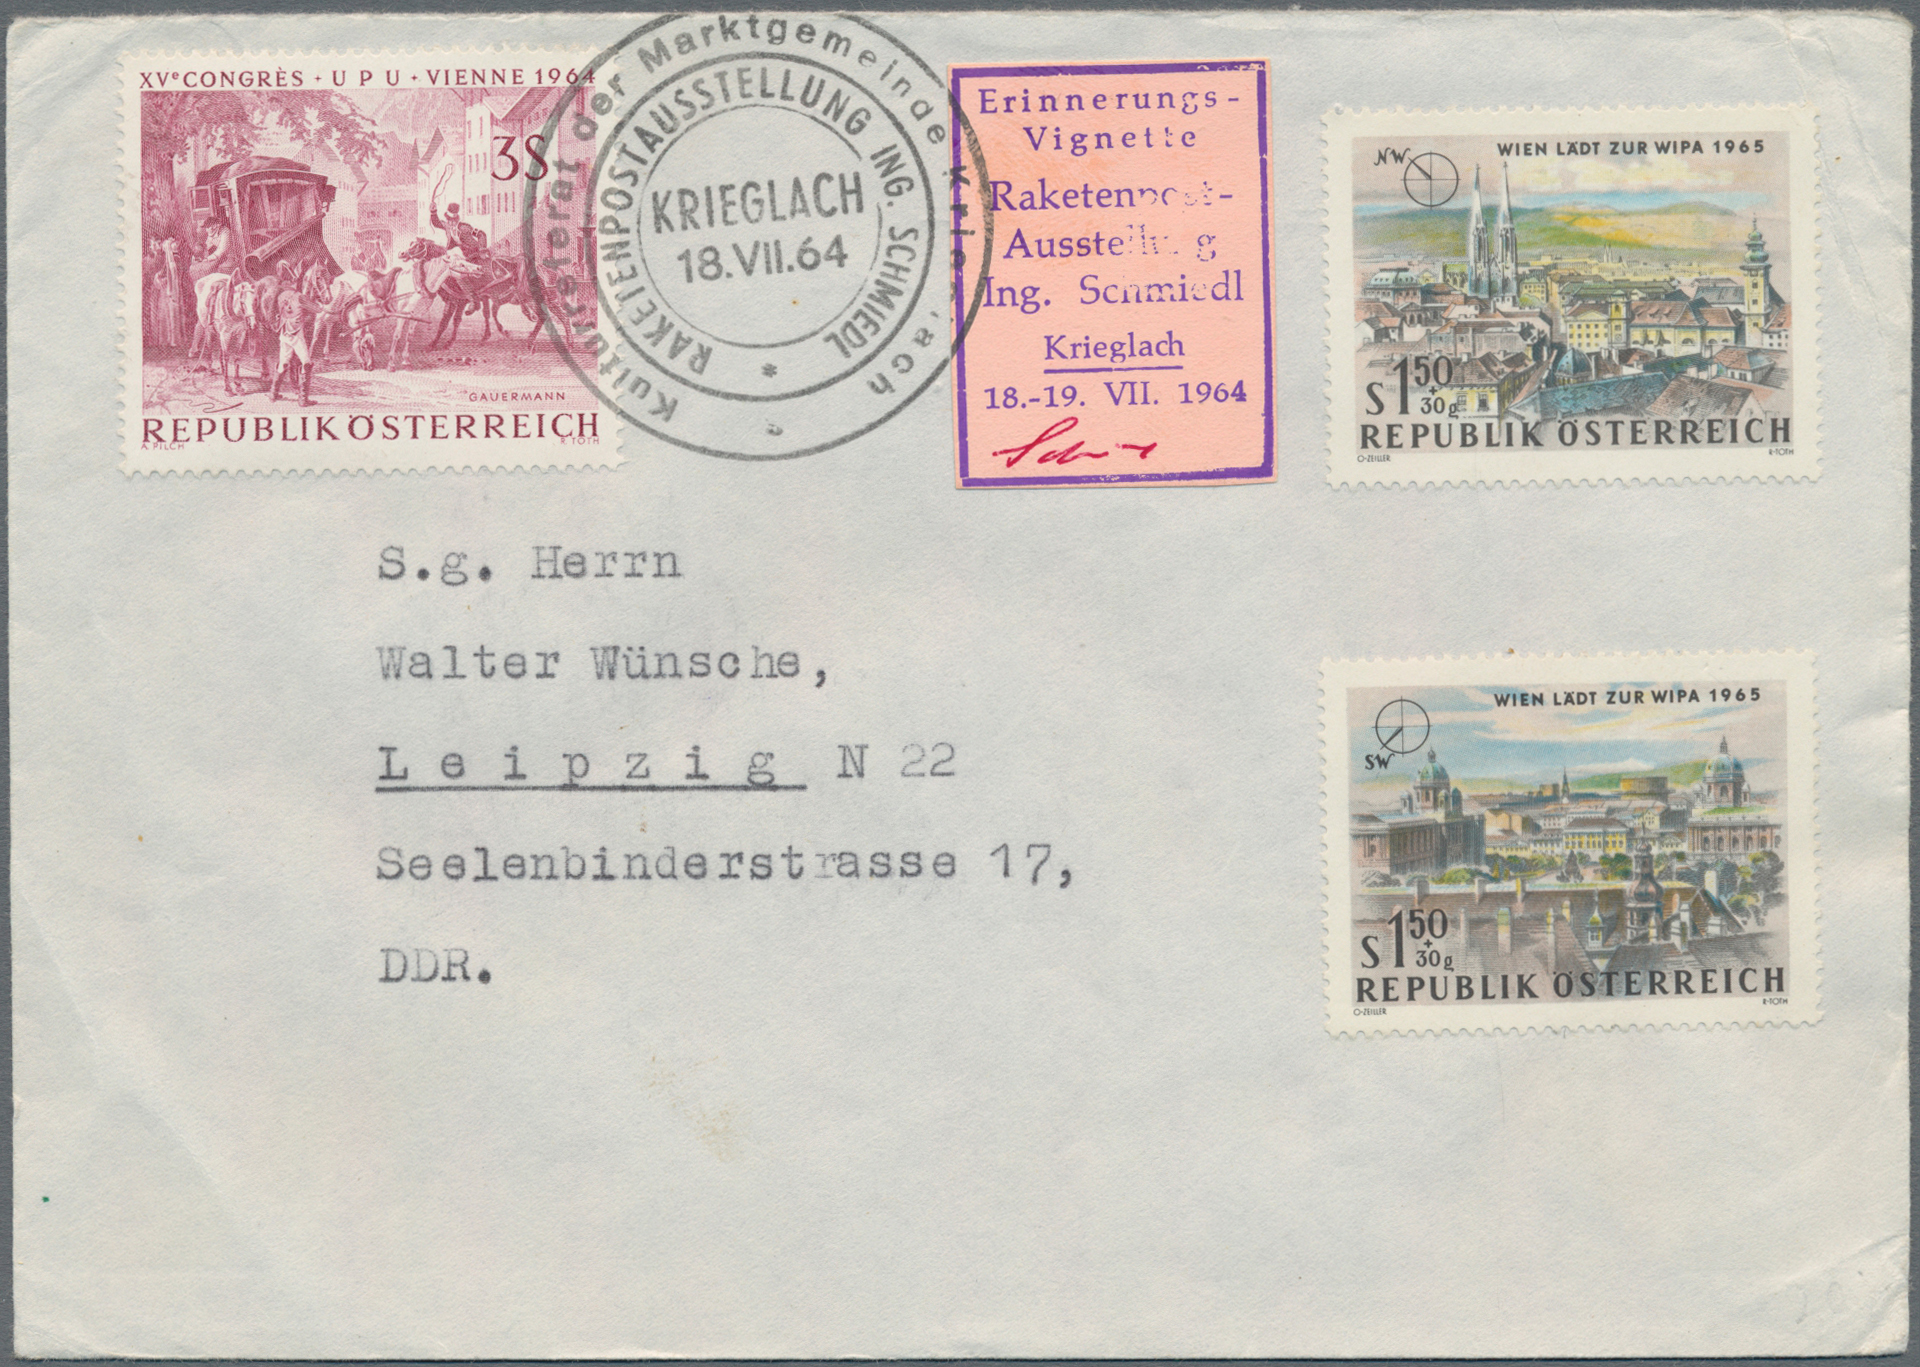 XVᵉ CONGRÈS · U P U · VIENNE 1964
3S
GAUERMANN
REPUBLIK ÖSTERREICH
A. PILCH
R. TOTH
Kulturreferat der Marktgemeinde Krieglach
RAKETENPOSTAUSSTELLUNG ING. SCHMIEDL
*
KRIEGLACH
18.VII.64
Erinnerungs-
Vignette
Raketenpost-
Ausstellung
Ing. Schmiedl
Krieglach
18.-19. VII. 1964
NW
WIEN LÄDT ZUR WIPA 1965
S 1 50
+
30g
REPUBLIK ÖSTERREICH
O·ZEILLER
R·TOTH
S.g. Herrn
Walter Wünsche,
Leipzig N 22
Seelenbinderstrasse 17,
DDR.
WIEN LÄDT ZUR WIPA 1965
SW
S 1 50
+
30g
REPUBLIK ÖSTERREICH
O·ZEILLER
R·TOTH